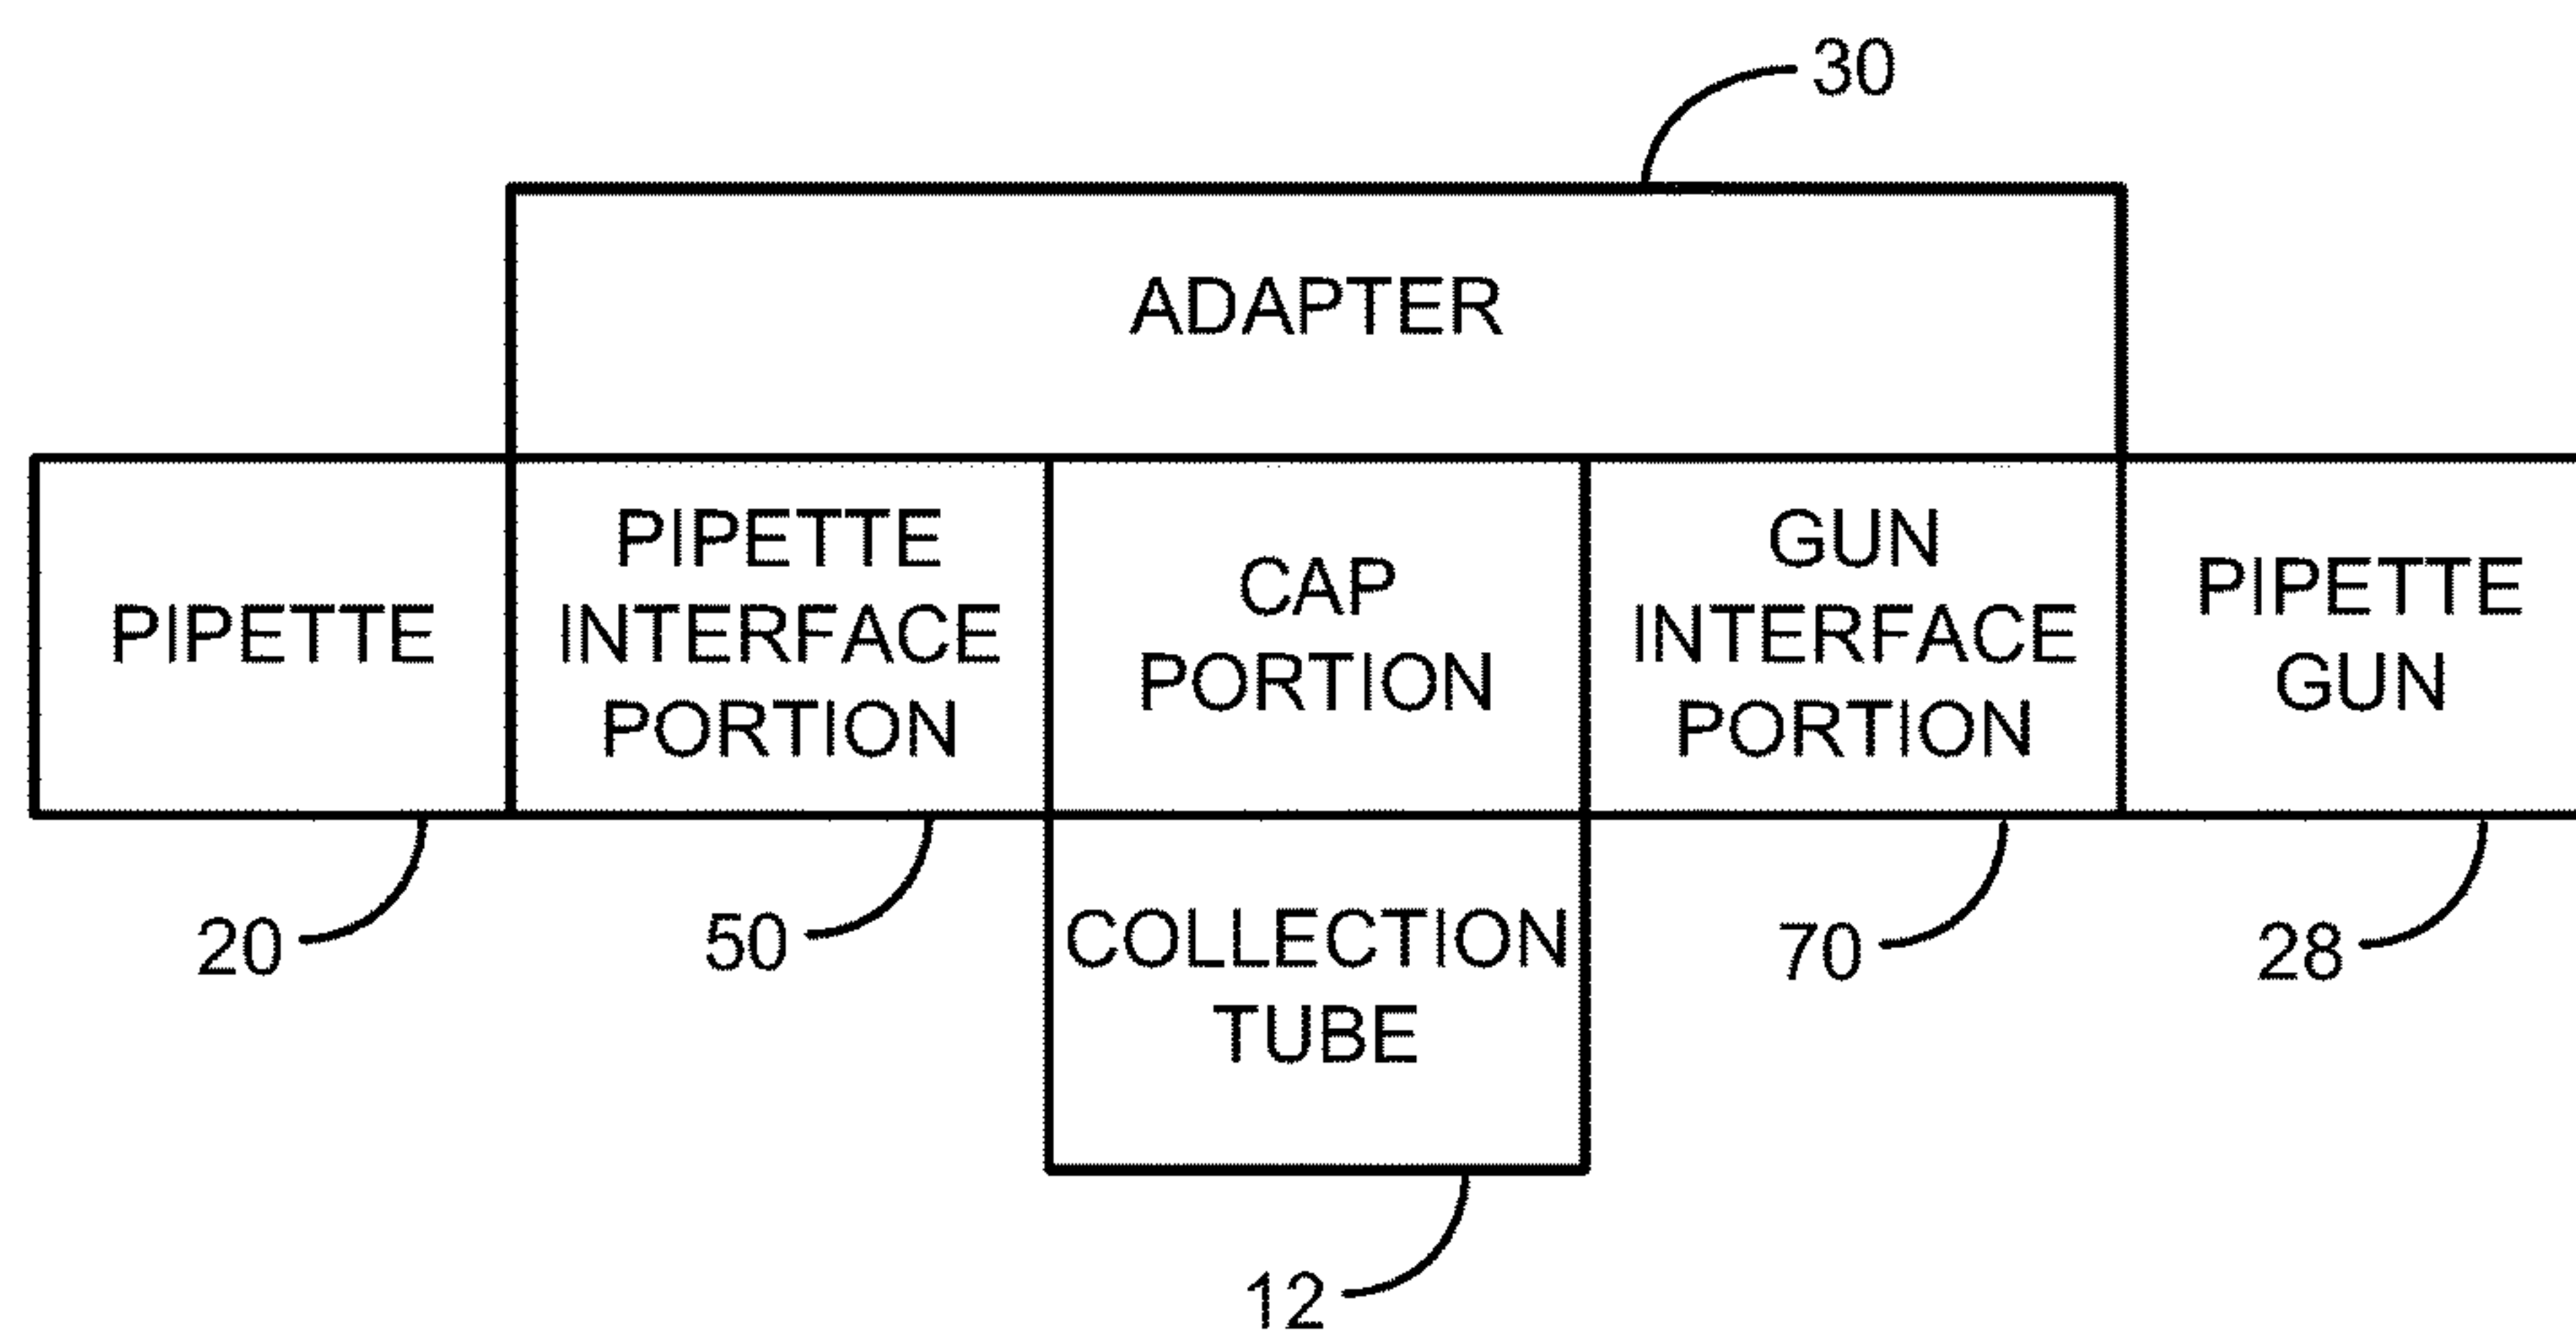 30
ADAPTER
PIPETTE
PIPETTE
INTERFACE
PORTION
CAP
PORTION
GUN
INTERFACE
PORTION
PIPETTE
GUN
20
50
COLLECTION
TUBE
70
28
12